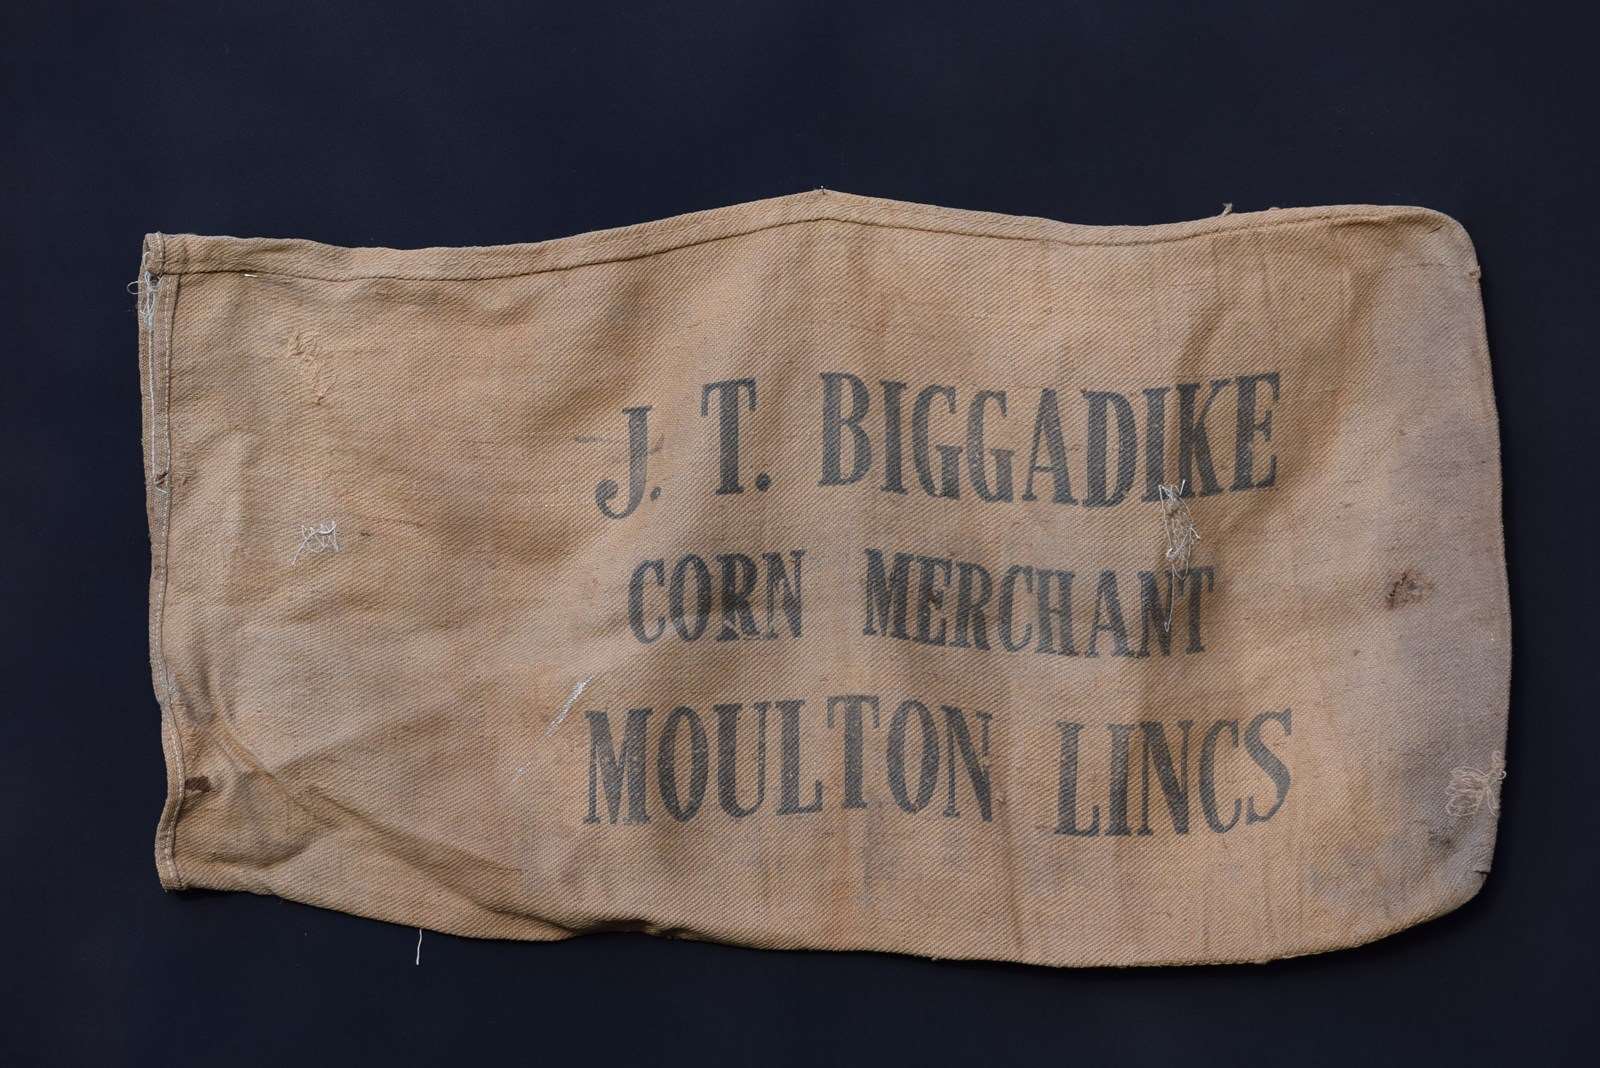 J. T. BIGGADIKE
CORN MERCHANT
MOULTON LINCS